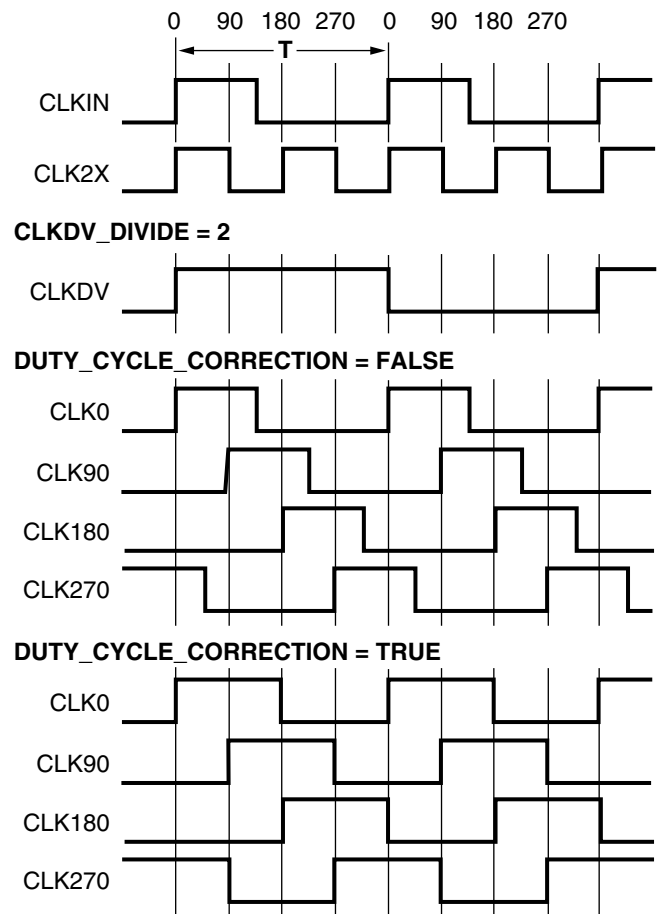 0 90 180 270 0 90 180 270
T
CLKIN
CLK2X
CLKDV_DIVIDE = 2
CLKDV
DUTY_CYCLE_CORRECTION = FALSE
CLK0
CLK90
CLK180
CLK270
DUTY_CYCLE_CORRECTION = TRUE
CLK0
CLK90
CLK180
CLK270